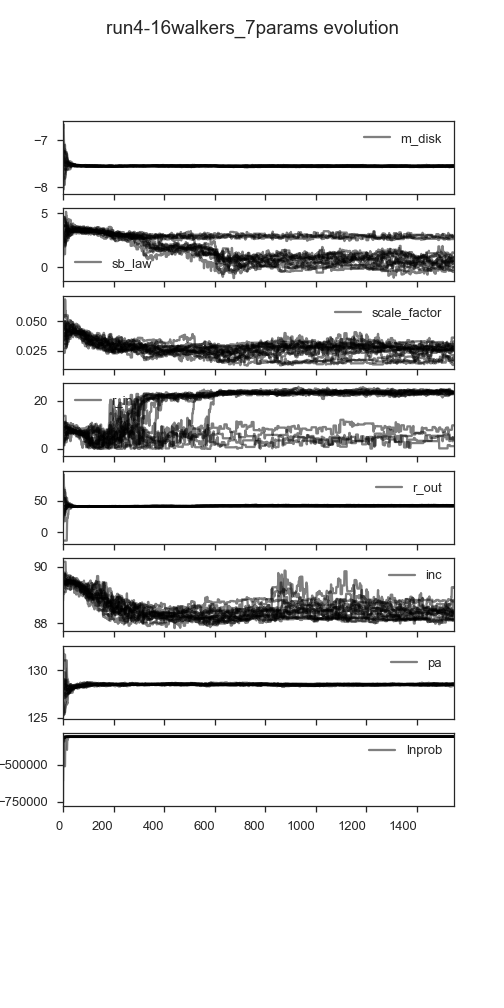 run4-16walkers_7params evolution
−7
m_disk
−8
5
sb_law
0
0.050
scale_factor
0.025
20
r_in
0
50
r_out
0
90
inc
88
130
pa
125
lnprob
−500000
−750000
0 200 400 600 800 1000 1200 1400